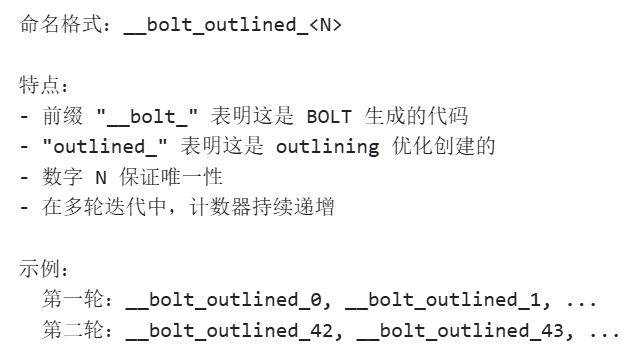 命名格式：__bolt_outlined_<N>
特点：
- 前缀 "__bolt_" 表明这是 BOLT 生成的代码
- "outlined_" 表明这是 outlining 优化创建的
- 数字 N 保证唯一性
- 在多轮迭代中，计数器持续递增
示例：
第一轮：__bolt_outlined_0, __bolt_outlined_1, ...
第二轮：__bolt_outlined_42, __bolt_outlined_43, ...